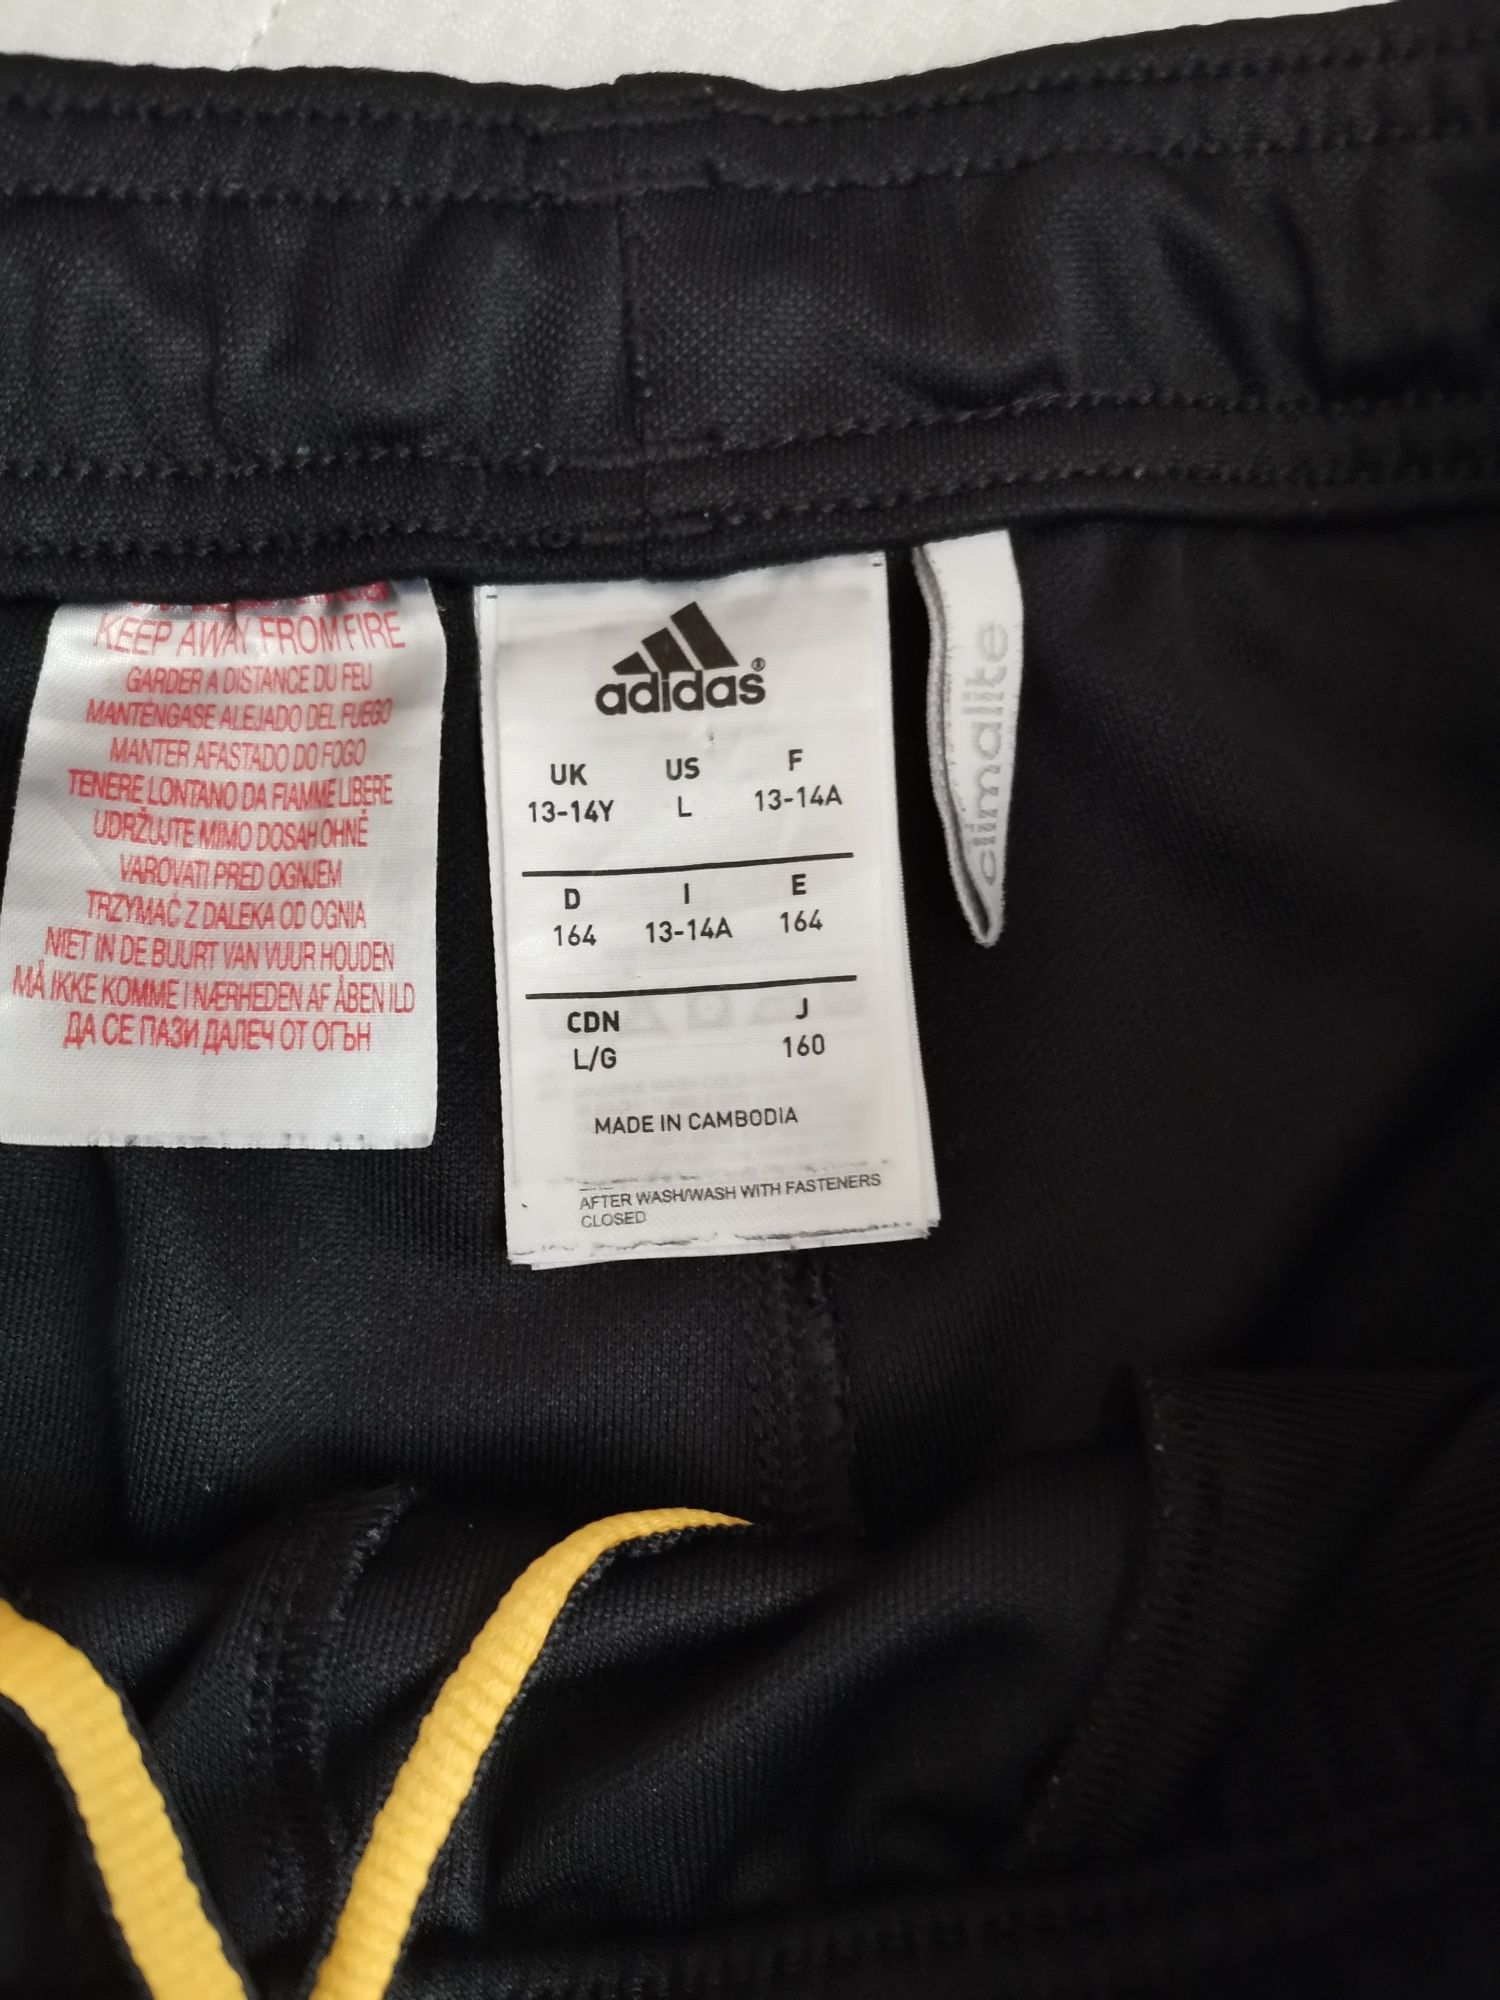 KEEP AWAY FROM FIRE
GARDER A DISTANCE DU FEU
MANTÉNGASE ALEJADO DEL FUEGO
MANTER AFASTADO DO FOGO
TENERE LONTANO DA FIAMME LIBERE
UDRŽUJTE MIMO DOSAH OHNĚ
VAROVATI PRED OGNJEM
TRZYMAĆ Z DALEKA OD OGNIA
NIET IN DE BUURT VAN VUUR HOUDEN
MÅ IKKE KOMME I NÆRHEDEN AF ÅBEN ILD
ДА СЕ ПАЗИ ДАЛЕЧ ОТ ОГЪН
adidas®
UK US F
13-14Y L 13-14A
D I E
164 13-14A 164
CDN J
L/G 160
MADE IN CAMBODIA
AFTER WASH/WASH WITH FASTENERS
CLOSED
climalite